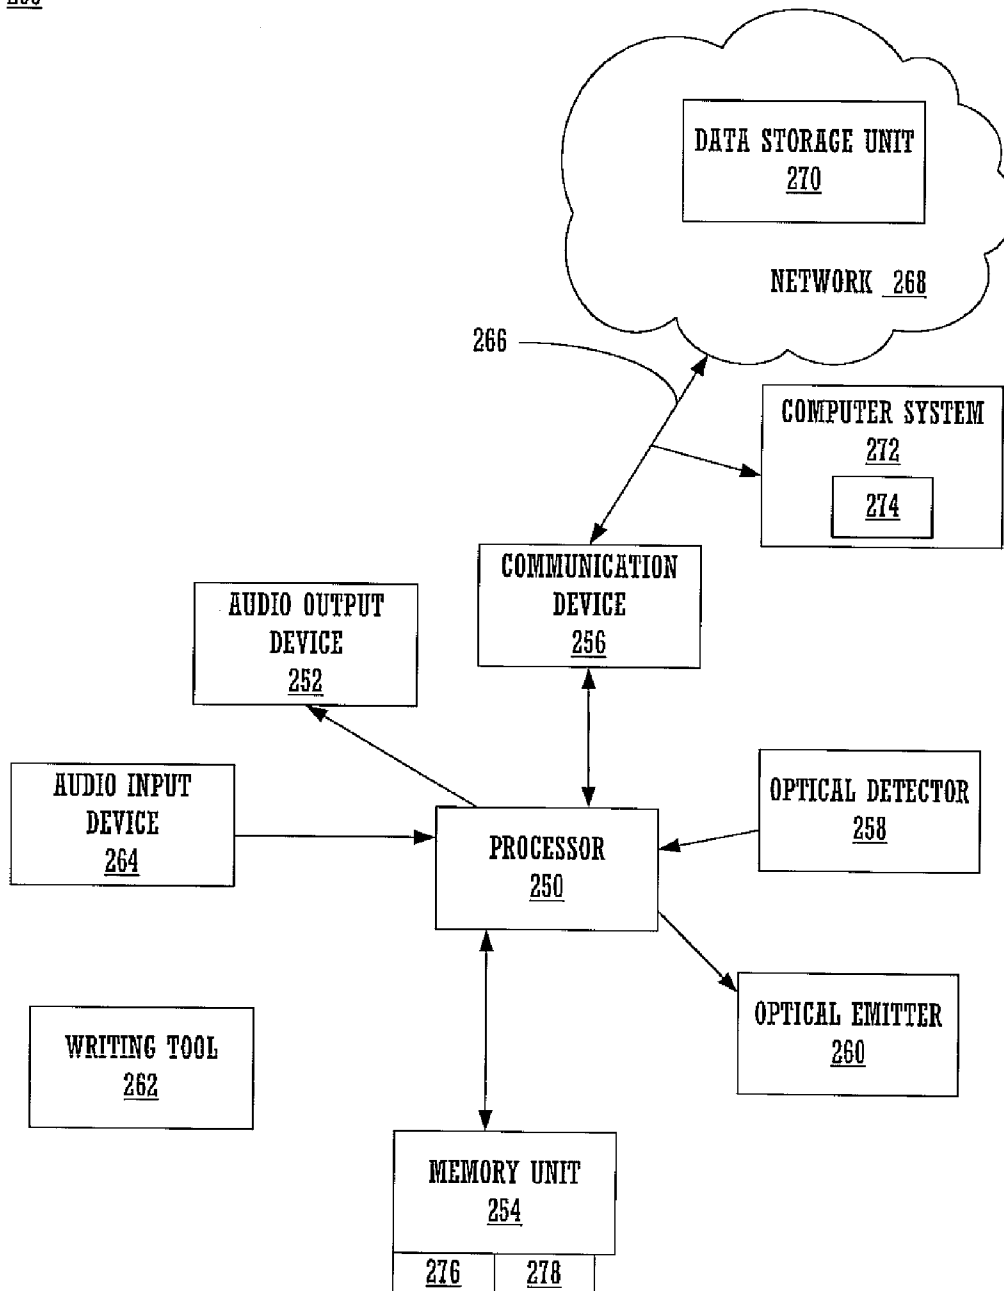 DATA STORAGE UNIT
270
NETWORK 268
266
COMPUTER SYSTEM
272
274
COMMUNICATION
DEVICE
256
AUDIO OUTPUT
DEVICE
252
AUDIO INPUT
DEVICE
264
PROCESSOR
250
OPTICAL DETECTOR
258
OPTICAL EMITTER
260
WRITING TOOL
262
MEMORY UNIT
254
276 278